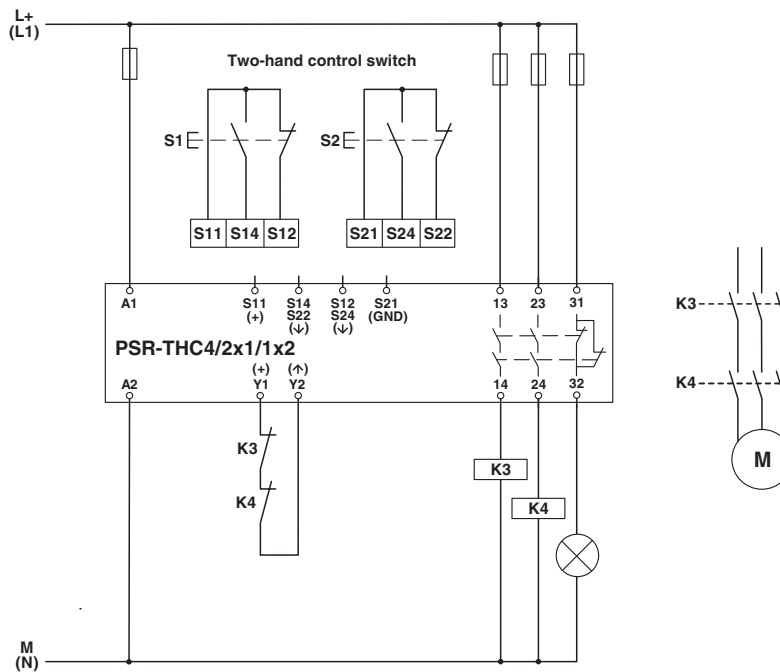 L+
(L1)
Two-hand control switch
S1
S2
S11 S14 S12
S21 S24 S22
A1
S11
(+)
S14
S22
(↓)
S12
S24
(↓)
S21
(GND)
13
23
31
PSR-THC4/2x1/1x2
A2
(+)
Y1
(↑)
Y2
14
24
32
K3
K4
K3
K4
K3
K4
M
M
(N)